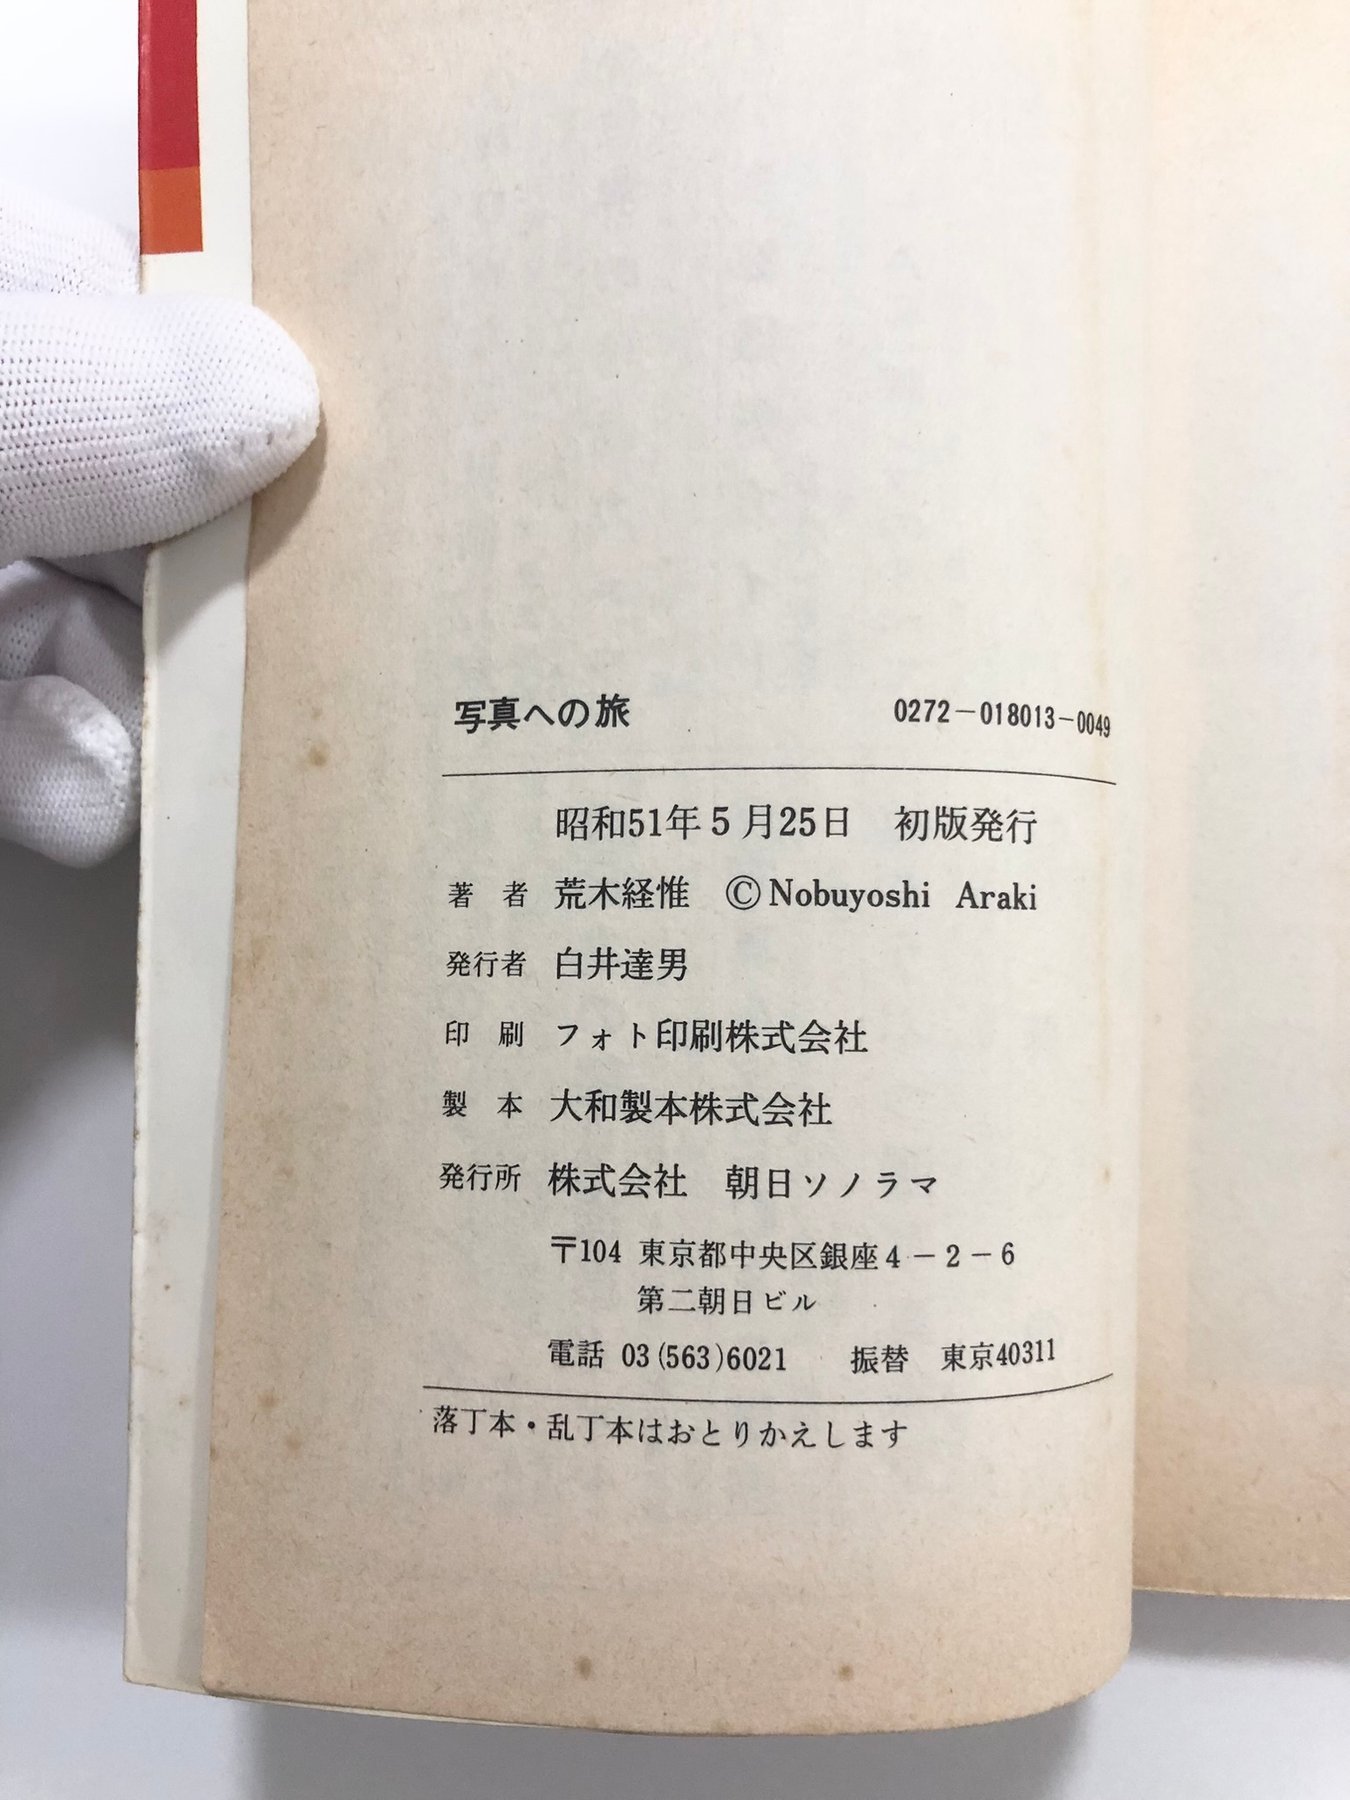 写真への旅　0272－018013－0049
昭和51年5月25日　初版発行
著　者　荒木経惟　©Nobuyoshi Araki
発行者　白井達男
印　刷　フォト印刷株式会社
製　本　大和製本株式会社
発行所　株式会社　朝日ソノラマ
〒104　東京都中央区銀座4－2－6
第二朝日ビル
電話 03(563)6021　振替　東京40311
落丁本・乱丁本はおとりかえします